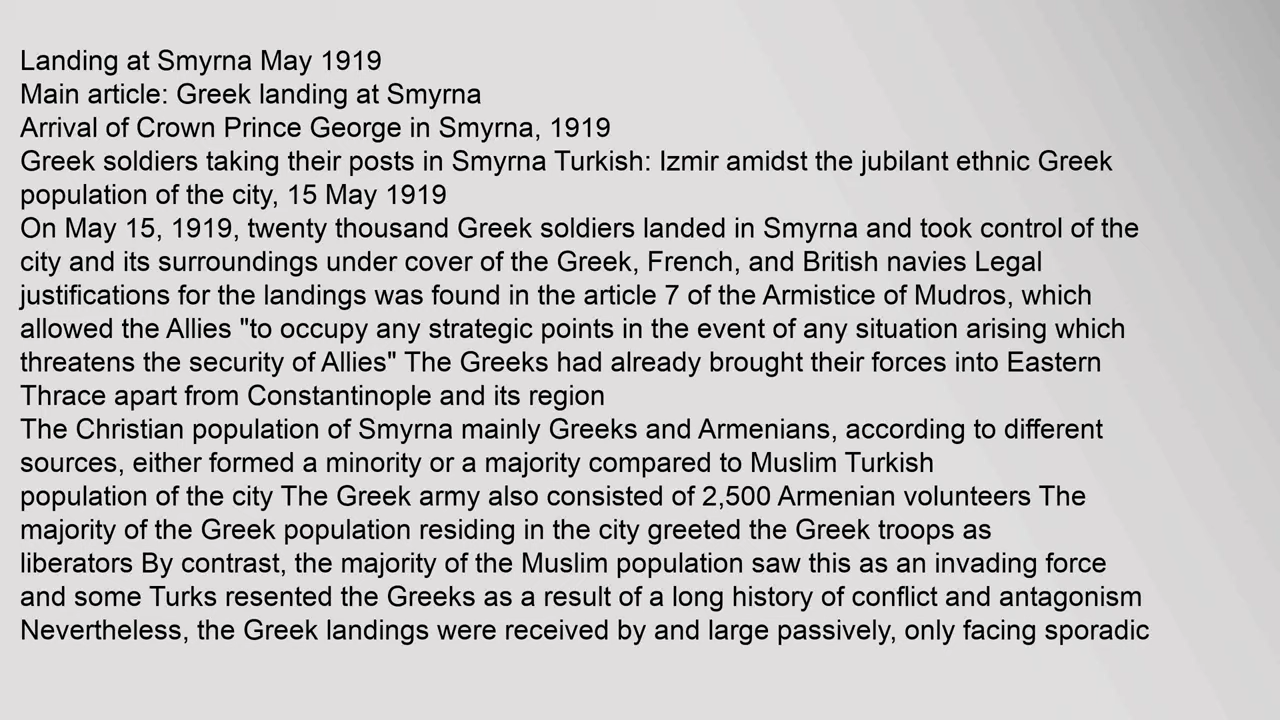 Landing at Smyrna May 1919
Main article: Greek landing at Smyrna
Arrival of Crown Prince George in Smyrna, 1919
Greek soldiers taking their posts in Smyrna Turkish: Izmir amidst the jubilant ethnic Greek
population of the city, 15 May 1919
On May 15, 1919, twenty thousand Greek soldiers landed in Smyrna and took control of the
city and its surroundings under cover of the Greek, French, and British navies Legal
justifications for the landings was found in the article 7 of the Armistice of Mudros, which
allowed the Allies "to occupy any strategic points in the event of any situation arising which
threatens the security of Allies" The Greeks had already brought their forces into Eastern
Thrace apart from Constantinople and its region
The Christian population of Smyrna mainly Greeks and Armenians, according to different
sources, either formed a minority or a majority compared to Muslim Turkish
population of the city The Greek army also consisted of 2,500 Armenian volunteers The
majority of the Greek population residing in the city greeted the Greek troops as
liberators By contrast, the majority of the Muslim population saw this as an invading force
and some Turks resented the Greeks as a result of a long history of conflict and antagonism
Nevertheless, the Greek landings were received by and large passively, only facing sporadic